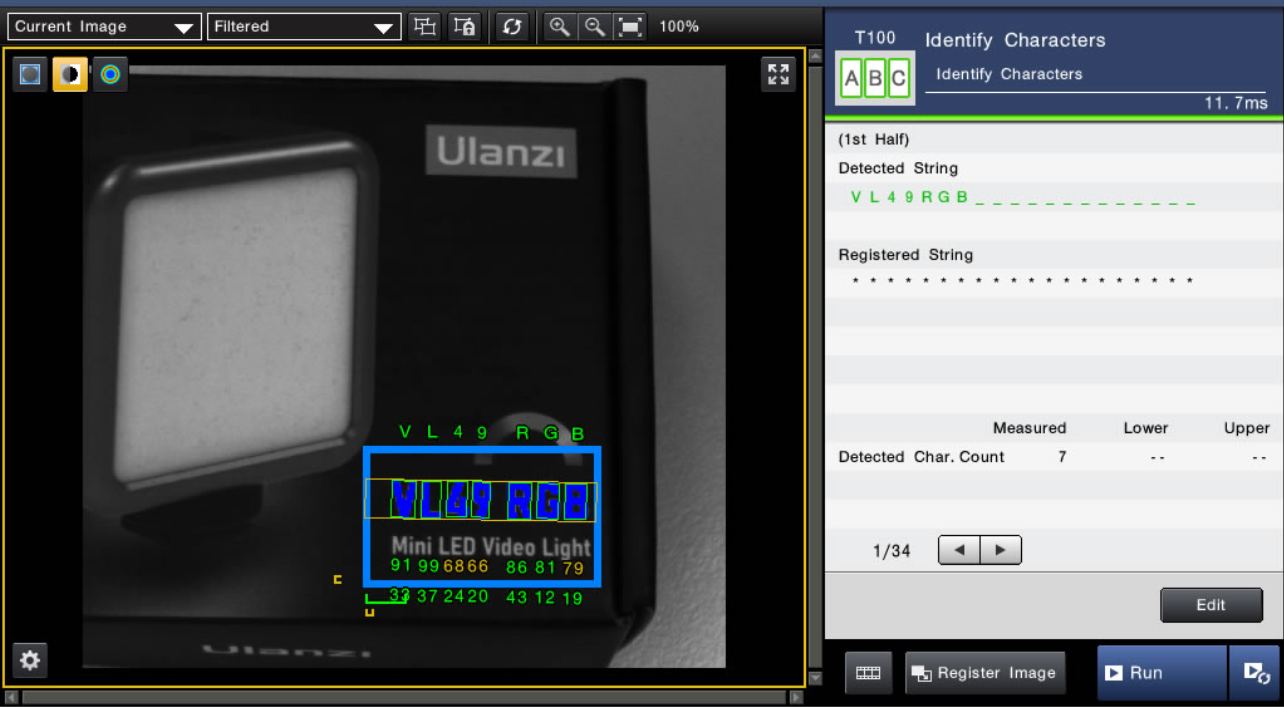 Current Image
Filtered
100%
Ulanzi
V L 4 9 R G B
VL49 RGB
Mini LED Video Light
91 99 68 66 86 81 79
33 37 24 20 43 12 19
Ulanzi
T100
Identify Characters
ABC
Identify Characters
11.7ms
(1st Half)
Detected String
V L 4 9 R G B _ _ _ _ _ _ _ _ _ _ _ _ _
Registered String
* * * * * * * * * * * * * * * * * * * *
Measured Lower Upper
Detected Char. Count 7 -- --
1/34
Edit
Register Image
Run